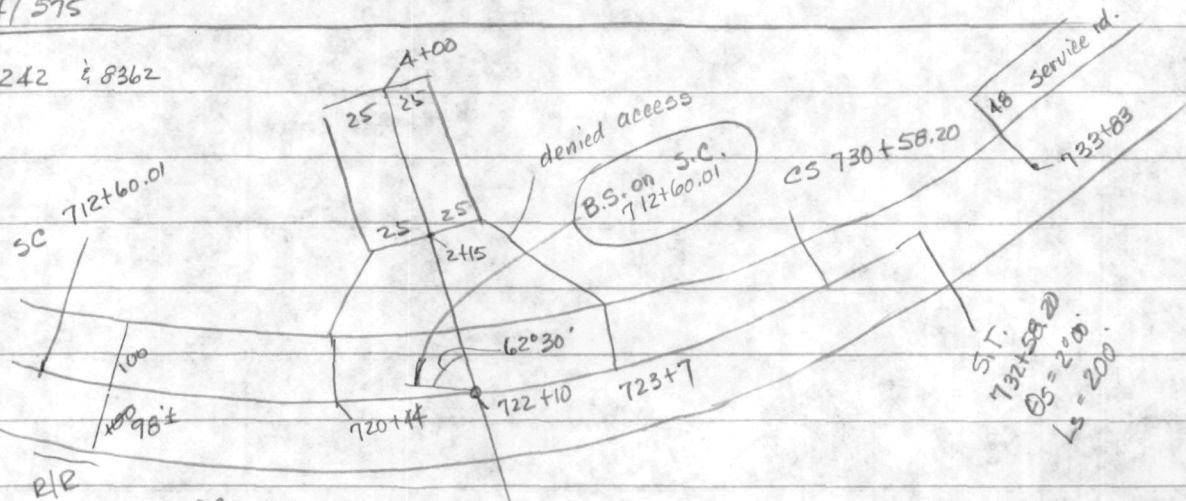 575
242 & 8362
4+00
25 25
denied access
48 service rd.
733+83
CS 730+58.20
B.S. on S.C.
712+60.01
SC 712+60.01
25 25
2+15
62°30'
100
98'±
720+44
722+10
723+7
S.T.
732+58.20
θs = 2°00'
Ls = 200'
R/R